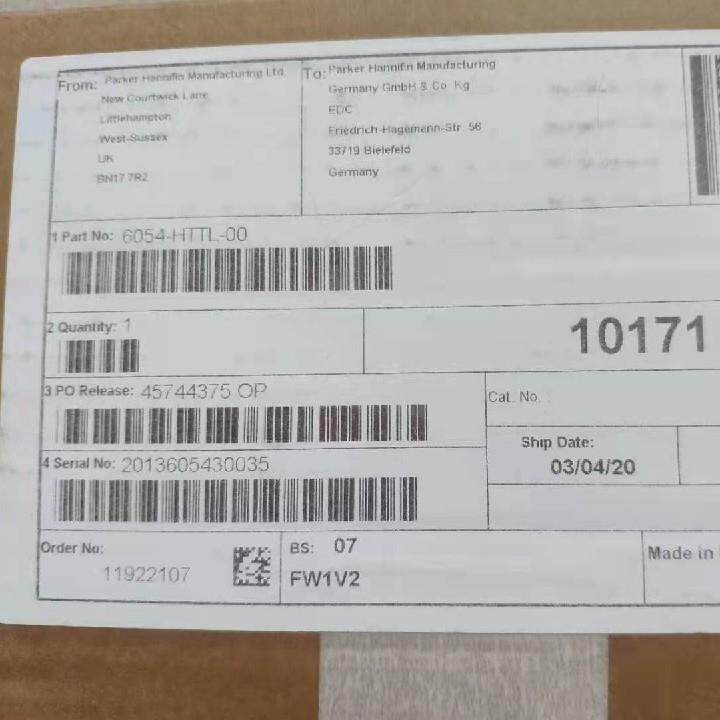 From: Parker Hannifin Manufacturing Ltd.
New Courtwick Lane
Littlehampton
West-Sussex
UK
BN17 7RZ
To: Parker Hannifin Manufacturing
Germany GmbH & Co Kg
EDC
Friedrich-Hagemann-Str. 56
33719 Bielefeld
Germany
1 Part No: 6054-HTTL-00
2 Quantity: 1
10171
3 PO Release: 45744375 OP
Cat. No. :
Ship Date:
03/04/20
4 Serial No: 2013605430035
Order No:
11922107
BS: 07
FW1V2
Made in